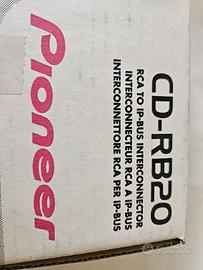 CD-RB20
RCA TO IP-BUS INTERCONNECTOR
INTERCONNECTEUR RCA A IP-BUS
INTERCONNETTORE RCA PER IP-BUS
Pioneer